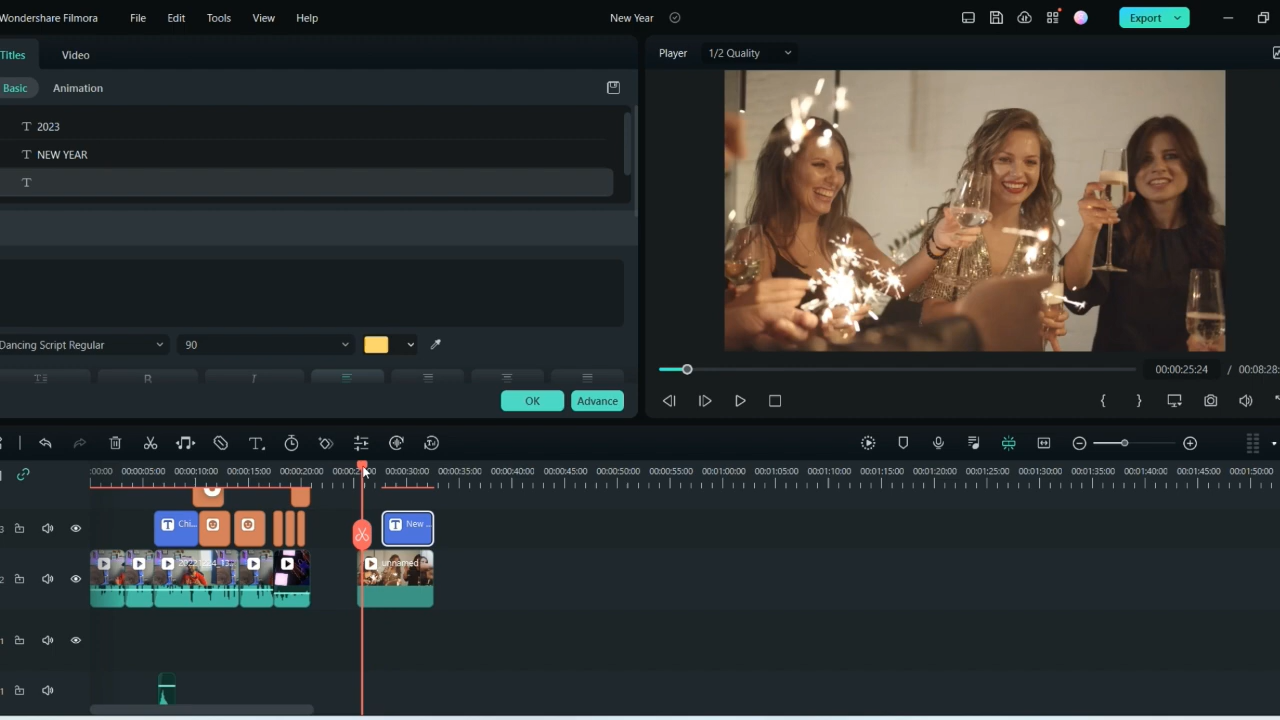 Wondershare Filmora
File
Edit
Tools
View
Help
New Year
Export
Titles
Video
Player
1/2 Quality
Basic
Animation
T 2023
T NEW YEAR
T
Dancing Script Regular
90
B
I
OK
Advance
00:00:25:24
/
00:08:28:
:00:00
00:00:05:00
00:00:10:00
00:00:15:00
00:00:20:00
00:00:30:00
00:00:35:00
00:00:40:00
00:00:45:00
00:00:50:00
00:00:55:00
00:01:00:00
00:01:05:00
00:01:10:00
00:01:15:00
00:01:20:00
00:01:25:00
00:01:30:00
00:01:35:00
00:01:40:00
00:01:45:00
00:01:50:00
3
T Chi...
T New ...
2
unnamed
1
1